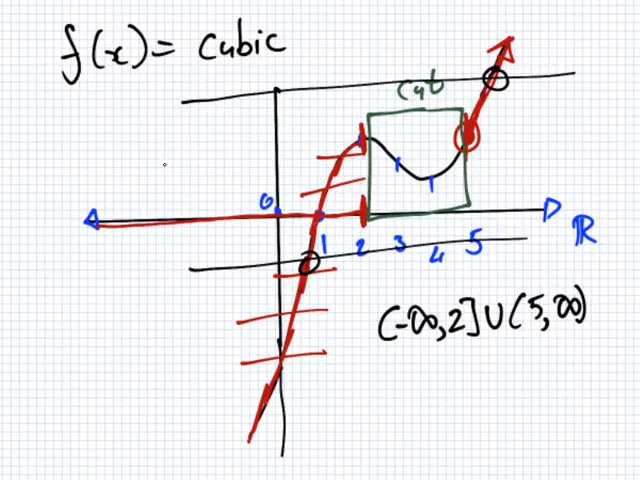 f(x) = Cubic
Cut
0
1 2 3 4 5
ℝ
(-∞,2]∪(5,∞)